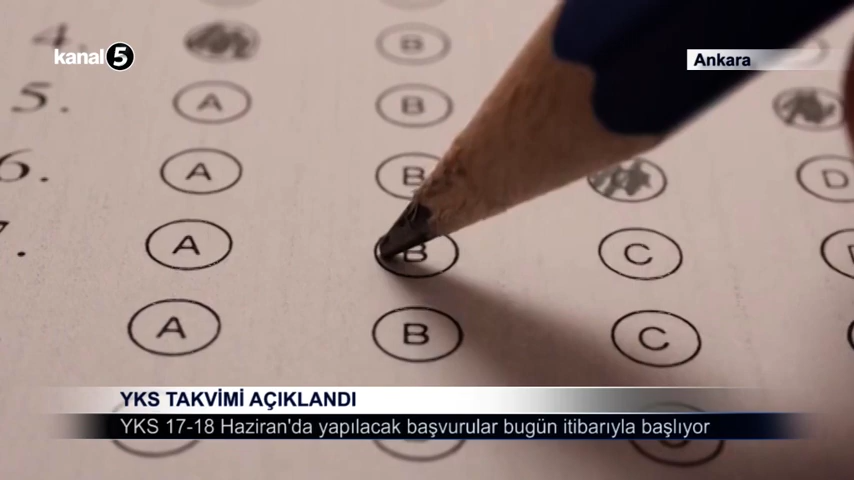 kanal 5
Ankara
4. B
5. A B
6. A B D
A B C
A B C
YKS TAKVİMİ AÇIKLANDI
YKS 17-18 Haziran'da yapılacak başvurular bugün itibarıyla başlıyor